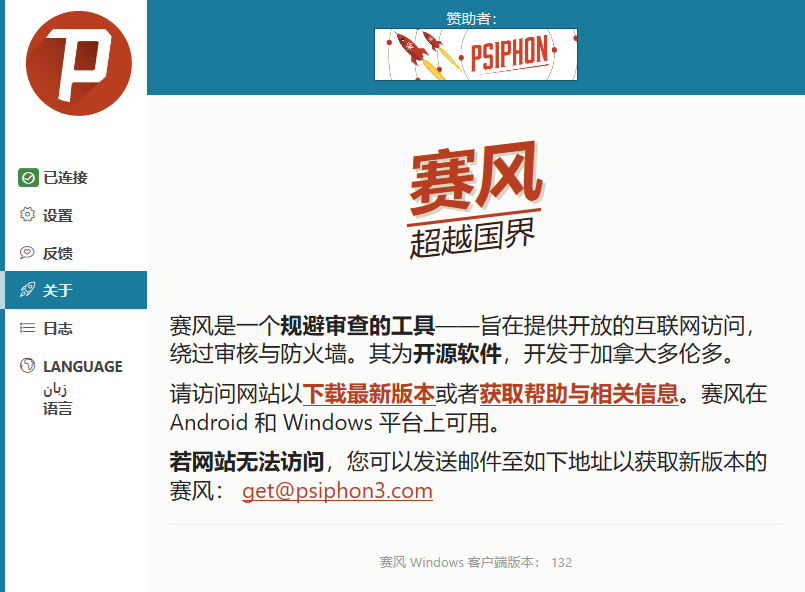 赞助者：
PSIPHON
P
已连接
设置
反馈
关于
日志
LANGUAGE
زبان
语言
赛风
超越国界
赛风是一个规避审查的工具——旨在提供开放的互联网访问，
绕过审核与防火墙。其为开源软件，开发于加拿大多伦多。
请访问网站以下载最新版本或者获取帮助与相关信息。赛风在
Android 和 Windows 平台上可用。
若网站无法访问，您可以发送邮件至如下地址以获取新版本的
赛风： get@psiphon3.com
赛风 Windows 客户端版本： 132